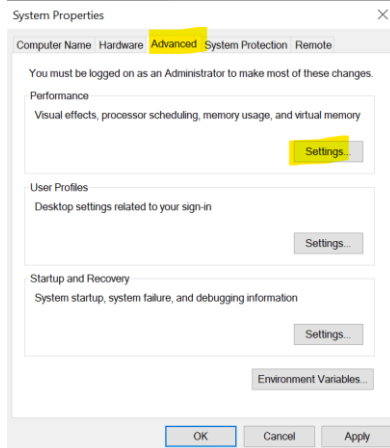 System Properties
Computer Name Hardware Advanced System Protection Remote
You must be logged on as an Administrator to make most of these changes.
Performance
Visual effects, processor scheduling, memory usage, and virtual memory
Settings...
User Profiles
Desktop settings related to your sign-in
Settings...
Startup and Recovery
System startup, system failure, and debugging information
Settings...
Environment Variables...
OK Cancel Apply